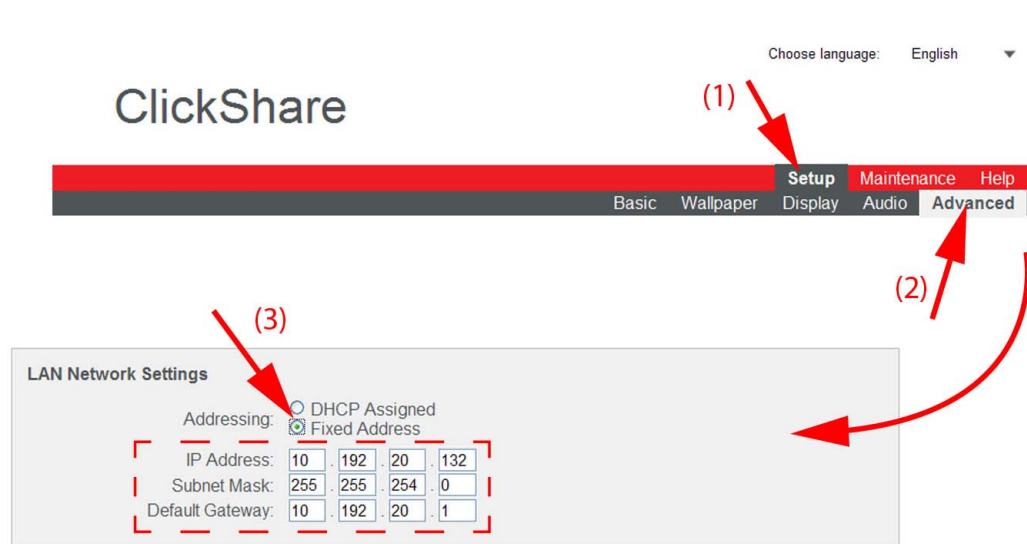 Choose language: English
ClickShare
(1)
Setup Maintenance Help
Basic Wallpaper Display Audio Advanced
(2)
(3)
LAN Network Settings
Addressing: DHCP Assigned
Fixed Address
IP Address: 10 . 192 . 20 . 132
Subnet Mask: 255 . 255 . 254 . 0
Default Gateway: 10 . 192 . 20 . 1